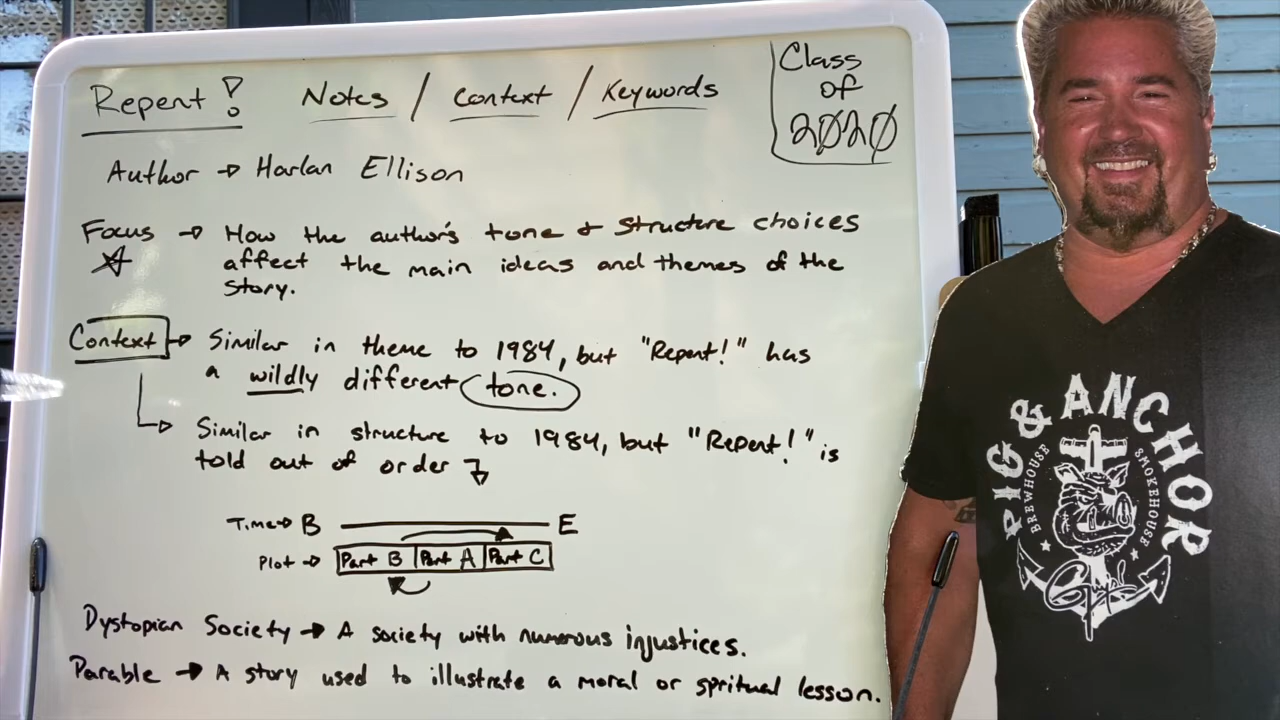 Repent! Notes / Context / Keywords
Class
of
2020
Author → Harlan Ellison
Focus → How the author's tone & structure choices
affect the main ideas and themes of the
story.
Context → Similar in theme to 1984, but "Repent!" has
a wildly different tone.
Similar in structure to 1984, but "Repent!" is
told out of order
Time → B E
Plot → Part B Part A Part C
Dystopian Society → A society with numerous injustices.
Parable → A story used to illustrate a moral or spritual lesson.
PIG & ANCHOR
BREWHOUSE SMOKEHOUSE